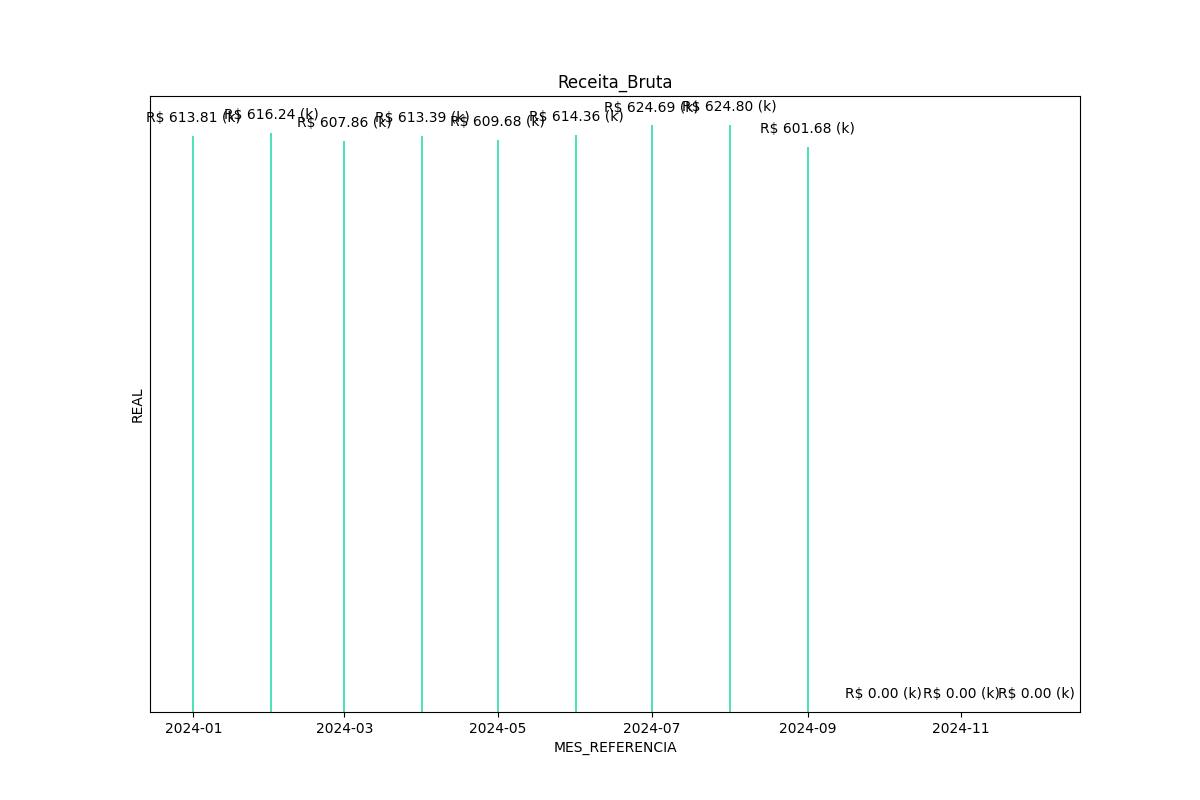 Receita_Bruta
R$ 613.81 (k)
R$ 616.24 (k)
R$ 607.86 (k)
R$ 613.39 (k)
R$ 609.68 (k)
R$ 614.36 (k)
R$ 624.69 (k)
R$ 624.80 (k)
R$ 601.68 (k)
R$ 0.00 (k)
R$ 0.00 (k)
R$ 0.00 (k)
REAL
2024-01
2024-03
2024-05
2024-07
2024-09
2024-11
MES_REFERENCIA